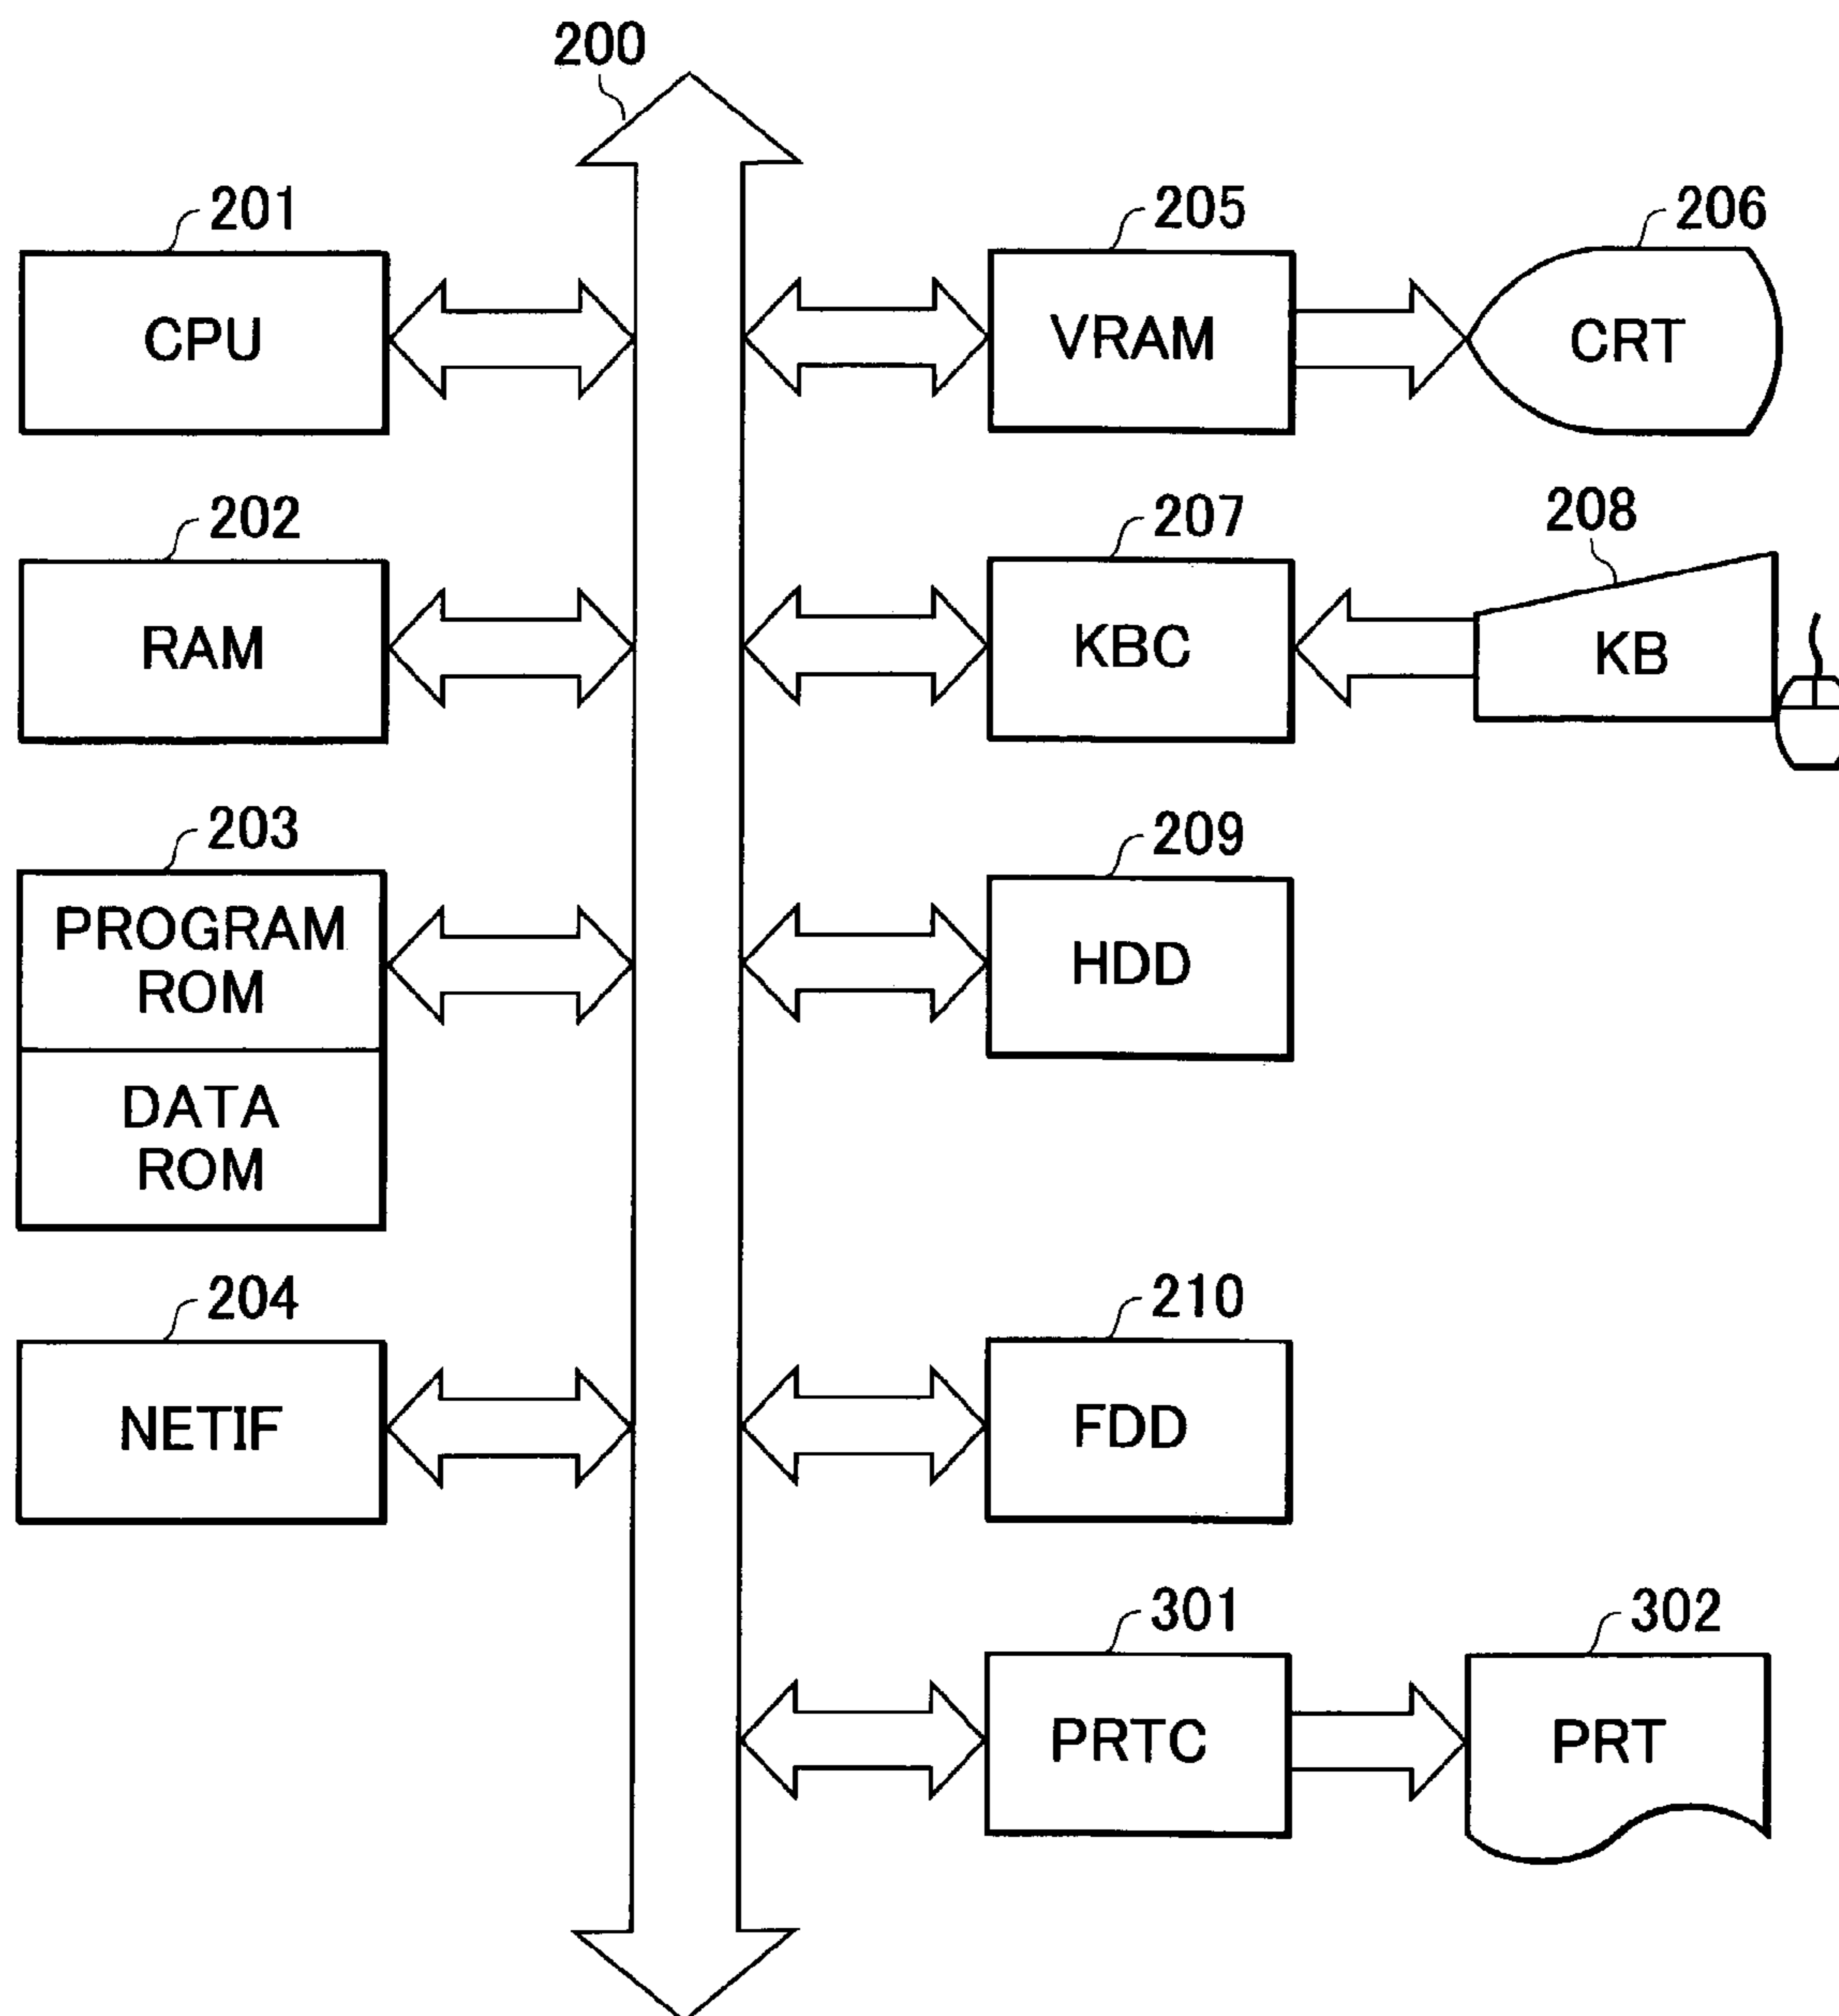 200
201
CPU
205
VRAM
206
CRT
202
RAM
207
KBC
208
KB
203
PROGRAM
ROM
DATA
ROM
209
HDD
204
NETIF
210
FDD
301
PRTC
302
PRT